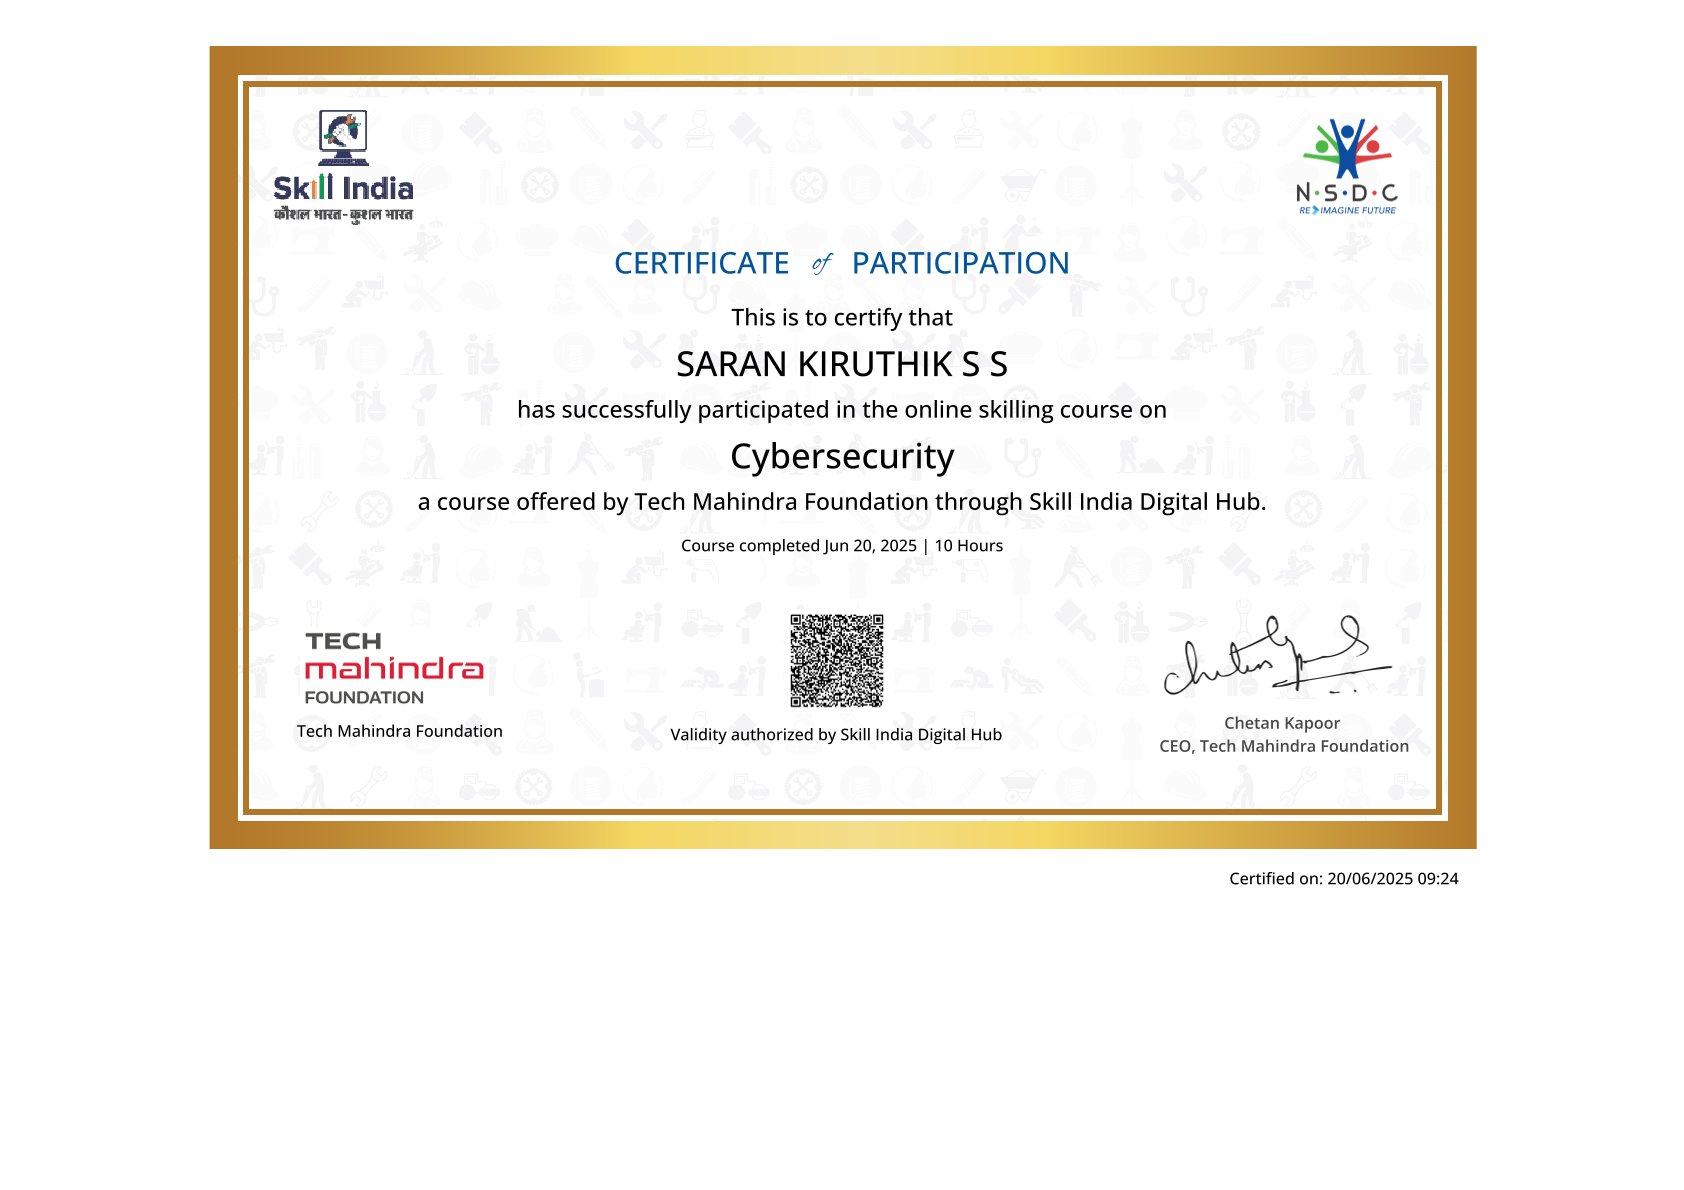 Skill India
कौशल भारत-कुशल भारत
N·S·D·C
RE IMAGINE FUTURE
CERTIFICATE of PARTICIPATION
This is to certify that
SARAN KIRUTHIK S S
has successfully participated in the online skilling course on
Cybersecurity
a course offered by Tech Mahindra Foundation through Skill India Digital Hub.
Course completed Jun 20, 2025 | 10 Hours
TECH
mahindra
FOUNDATION
Tech Mahindra Foundation
Validity authorized by Skill India Digital Hub
Chetan Kapoor
CEO, Tech Mahindra Foundation
Certified on: 20/06/2025 09:24